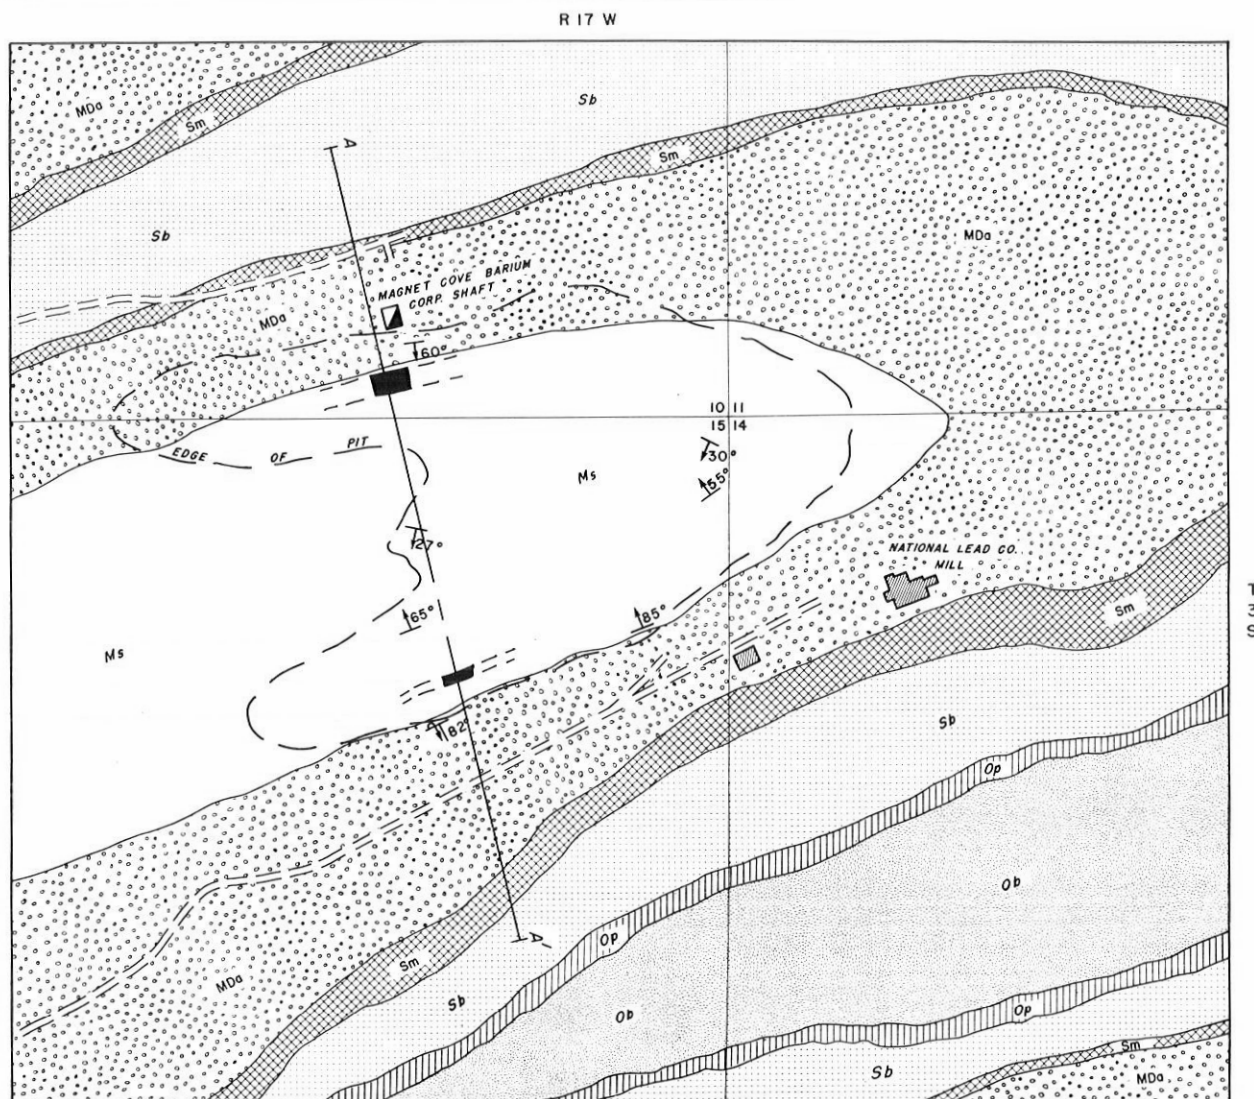 R 17 W
MDa
Sm
Sb
A
Sm
MDa
Sb
MAGNET COVE BARIUM
CORP. SHAFT
MDa
60°
10 11
15 14
EDGE OF PIT
30°
Ms
55°
27°
NATIONAL LEAD CO.
MILL
T
3
S
65°
85°
Sm
Ms
82°
Sb
Op
Ob
A'
Op
Sm
MDa
Sb
Ob
Op
Sm
Sb
MDa